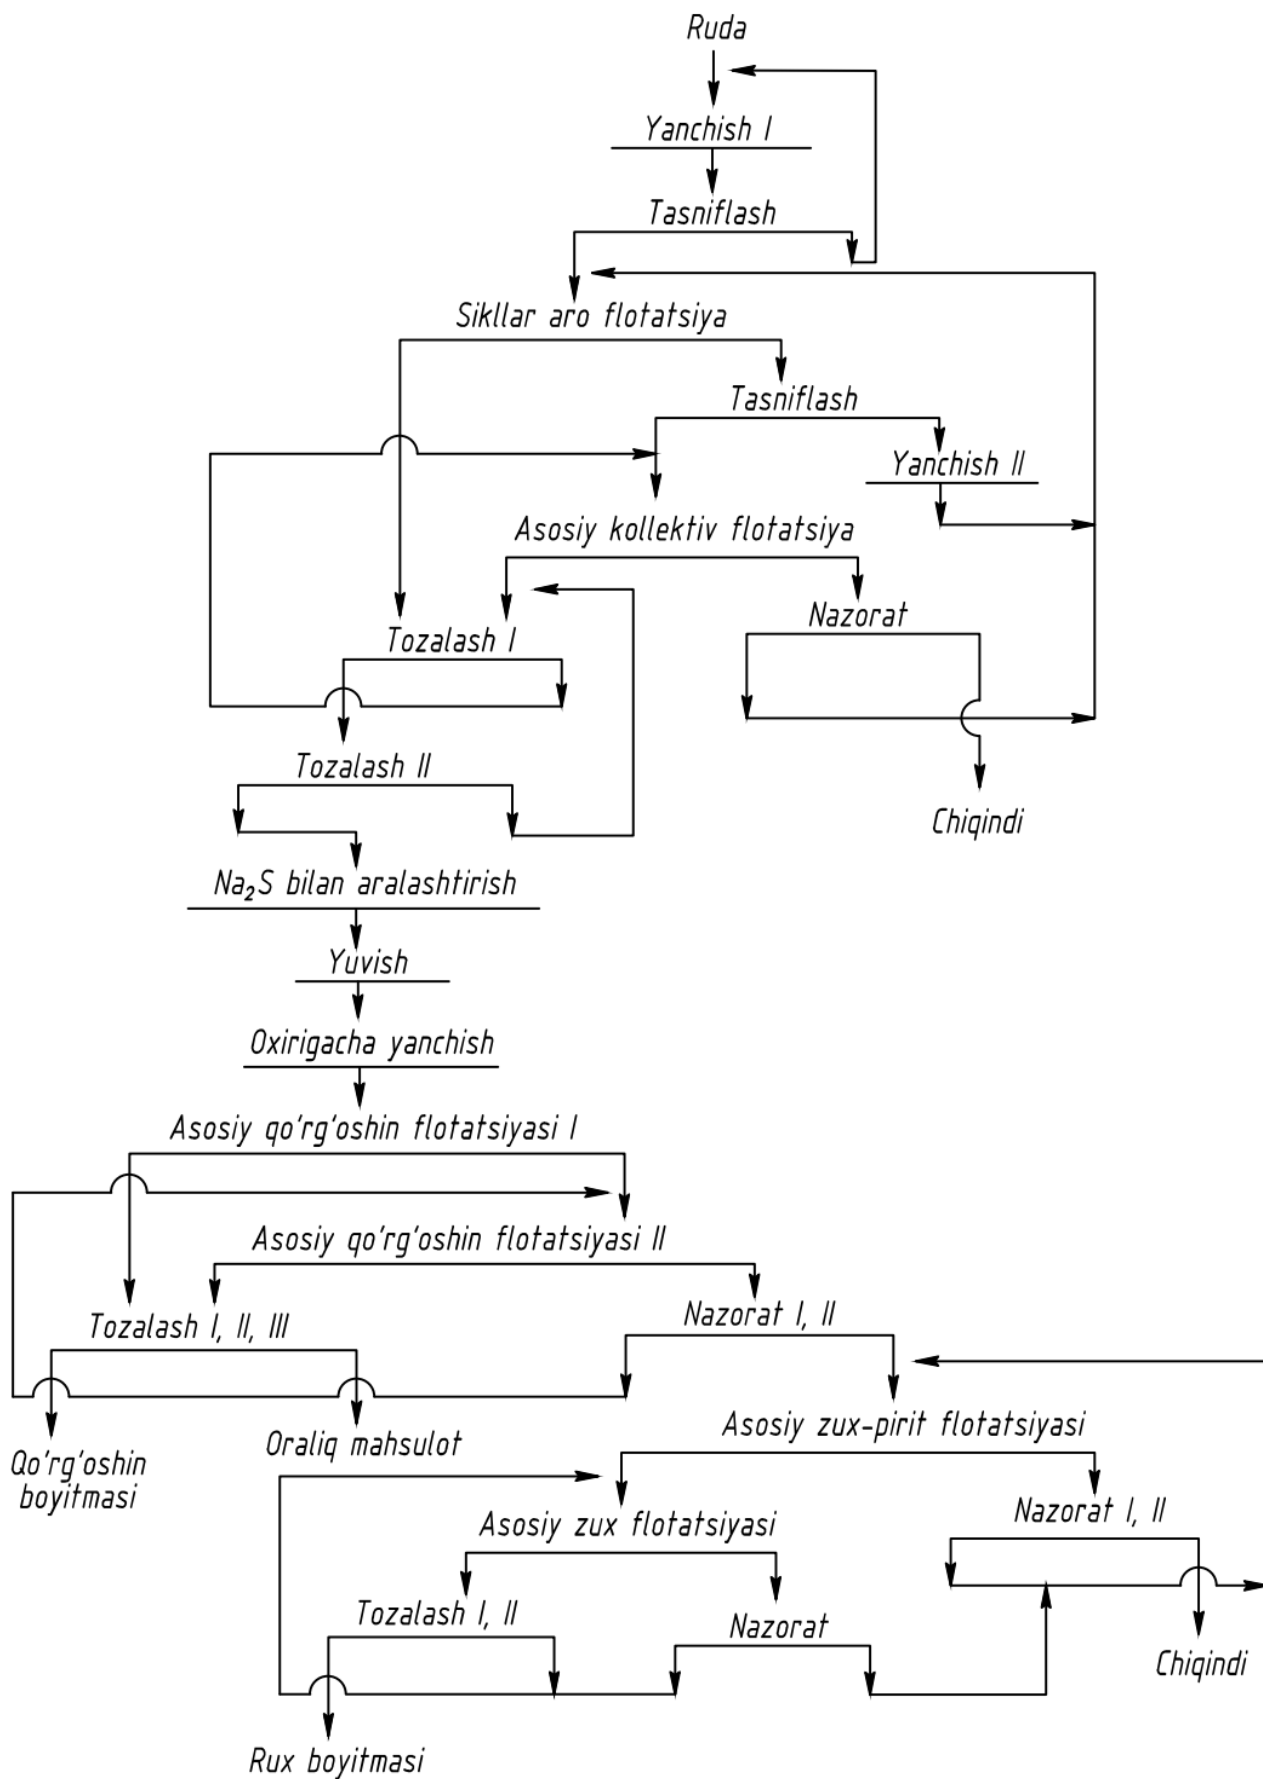 Ruda
Yanchish I
Tasniflash
Sikllar aro flotatsiya
Tasniflash
Yanchish II
Asosiy kollektiv flotatsiya
Nazorat
Tozalash I
Tozalash II
Chiqindi
Na₂S bilan aralashtirish
Yuvish
Oxirigacha yanchish
Asosiy qo'rg'oshin flotatsiyasi I
Asosiy qo'rg'oshin flotatsiyasi II
Tozalash I, II, III
Nazorat I, II
Asosiy zux-pirit flotatsiyasi
Oraliq mahsulot
Qo'rg'oshin
boyitmasi
Nazorat I, II
Asosiy zux flotatsiyasi
Tozalash I, II
Nazorat
Chiqindi
Rux boyitmasi